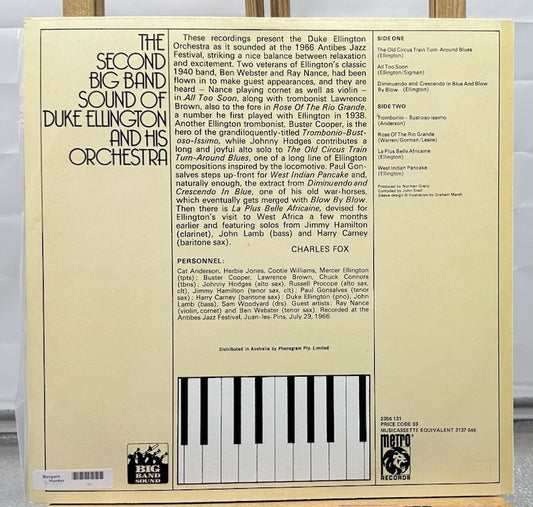 THE
SECOND
BIG BAND
SOUND OF
DUKE ELLINGTON
AND HIS
ORCHESTRA
These recordings present the Duke Ellington
Orchestra as it sounded at the 1966 Antibes Jazz
Festival, striking a nice balance between relaxation
and excitement. Two veterans of Ellington's classic
1940 band, Ben Webster and Ray Nance, had been
flown in to make guest appearances, and they are
heard – Nance playing cornet as well as violin –
in All Too Soon, along with trombonist Lawrence
Brown, also to the fore in Rose Of The Rio Grande,
a number he first played with Ellington in 1938.
Another Ellington trombonist, Buster Cooper, is the
hero of the grandiloquently-titled Trombonio-Bust-
oso-Issimo, while Johnny Hodges contributes a
long and joyful alto solo to The Old Circus Train
Turn-Around Blues, one of a long line of Ellington
compositions inspired by the locomotive. Paul Gon-
salves steps up-front for West Indian Pancake and,
naturally enough, the extract from Diminuendo and
Crescendo In Blue, one of his old war-horses,
which eventually gets merged with Blow By Blow.
Then there is La Plus Belle Africaine, devised for
Ellington's visit to West Africa a few months
earlier and featuring solos from Jimmy Hamilton
(clarinet), John Lamb (bass) and Harry Carney
(baritone sax).
CHARLES FOX
PERSONNEL:
Cat Anderson, Herbie Jones, Cootie Williams, Mercer Ellington
(tpts); Buster Cooper, Lawrence Brown, Chuck Connors
(tbns); Johnny Hodges (alto sax), Russell Procope (alto sax,
clt), Jimmy Hamilton (tenor sax, clt); Paul Gonsalves (tenor
sax); Harry Carney (baritone sax); Duke Ellington (pno), John
Lamb (bass), Sam Woodyard (drs). Guest Artists: Ray Nance
(violin, cornet) and Ben Webster (tenor sax). Recorded at the
Antibes Jazz Festival, Juan-les-Pins, July 29, 1966.
Distributed in Australia by Phonogram Pty. Limited
SIDE ONE
The Old Circus Train Turn-Around Blues
(Ellington)
All Too Soon
(Ellington/Sigman)
Diminuendo and Crescendo In Blue And Blow
By Blow (Ellington)
SIDE TWO
Trombonio - Bust-oso-Issimo
(Anderson)
Rose Of The Rio Grande
(Warren/Gorman/Leslie)
La Plus Belle Africaine
(Ellington)
West Indian Pancake
(Ellington)
Produced by Norman Granz
Compiled by John Snell
Sleeve design & illustration by Graham Marsh
2356 131
PRICE CODE 03
MUSICASSETTE EQUIVALENT 3137 046
metro
RECORDS
BIG
BAND
SOUND
Bargain
Hunter